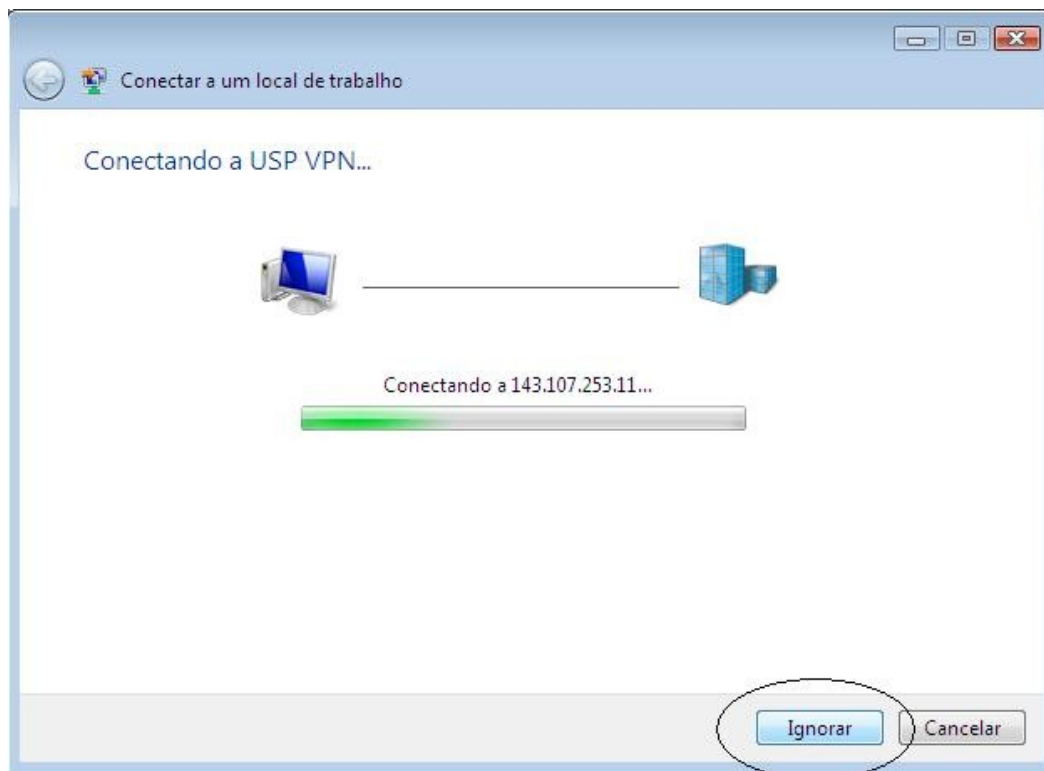 Conectar a um local de trabalho
Conectando a USP VPN...
Conectando a 143.107.253.11...
Ignorar
Cancelar